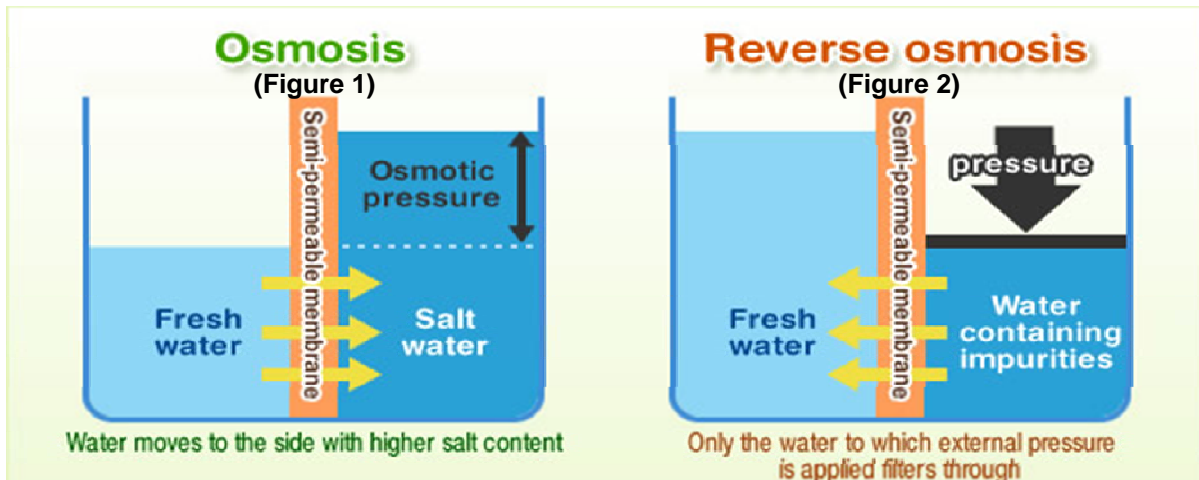 Osmosis
(Figure 1)
Semi-permeable membrane
Osmotic
pressure
Fresh
water
Salt
water
Water moves to the side with higher salt content
Reverse osmosis
(Figure 2)
Semi-permeable membrane
pressure
Fresh
water
Water
containing
impurities
Only the water to which external pressure
is applied filters through